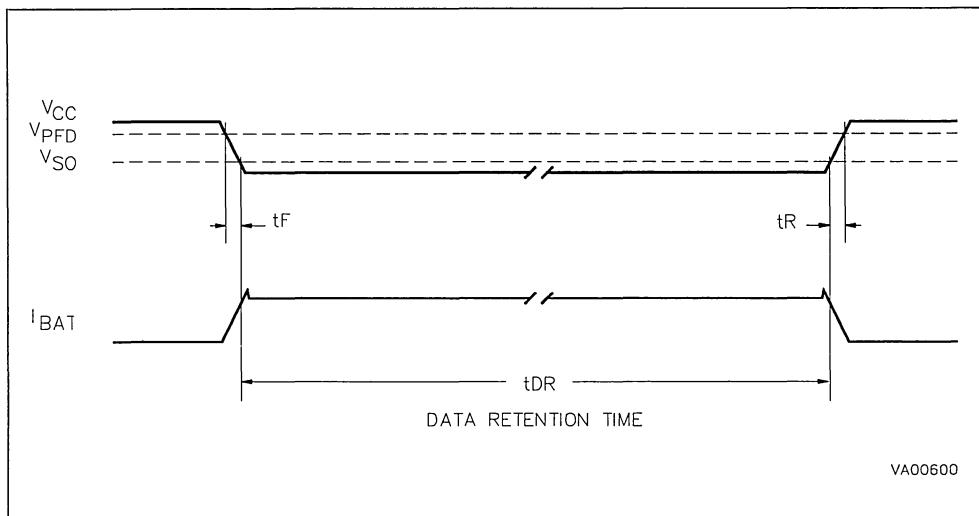 VCC
VPFD
VSO
tF
tR
IBAT
tDR
DATA RETENTION TIME
VA00600